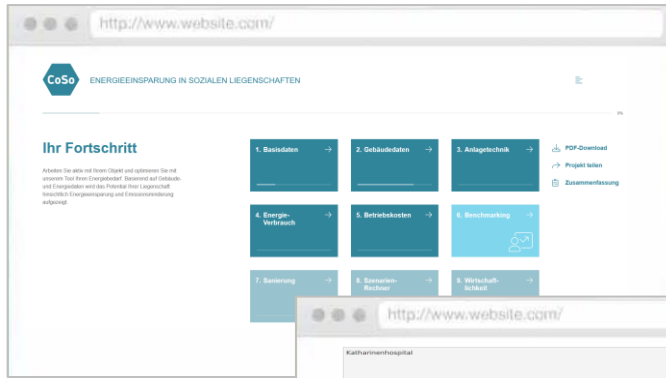 http://www.website.com/
CoSo
ENERGIEEINSPARUNG IN SOZIALEN LIEGENSCHAFTEN
Ihr Fortschritt
Arbeiten Sie aktiv mit Ihrem Objekt und optimieren Sie mit
unserem Tool Ihren Energiebedarf. Basierend auf Gebäude-
und Energiedaten wird das Potential Ihrer Liegenschaft
hinsichtlich Energieeinsparung und Emissionsminderung
aufgezeigt.
1. Basisdaten
2. Gebäudedaten
3. Anlagetechnik
PDF-Download
Projekt teilen
Zusammenfassung
4. Energie-
Verbrauch
5. Betriebskosten
6. Benchmarking
7. Sanierung
8. Szenarien-
Rechner
9. Wirtschaft-
lichkeit
http://www.website.com/
Katharinenhospital